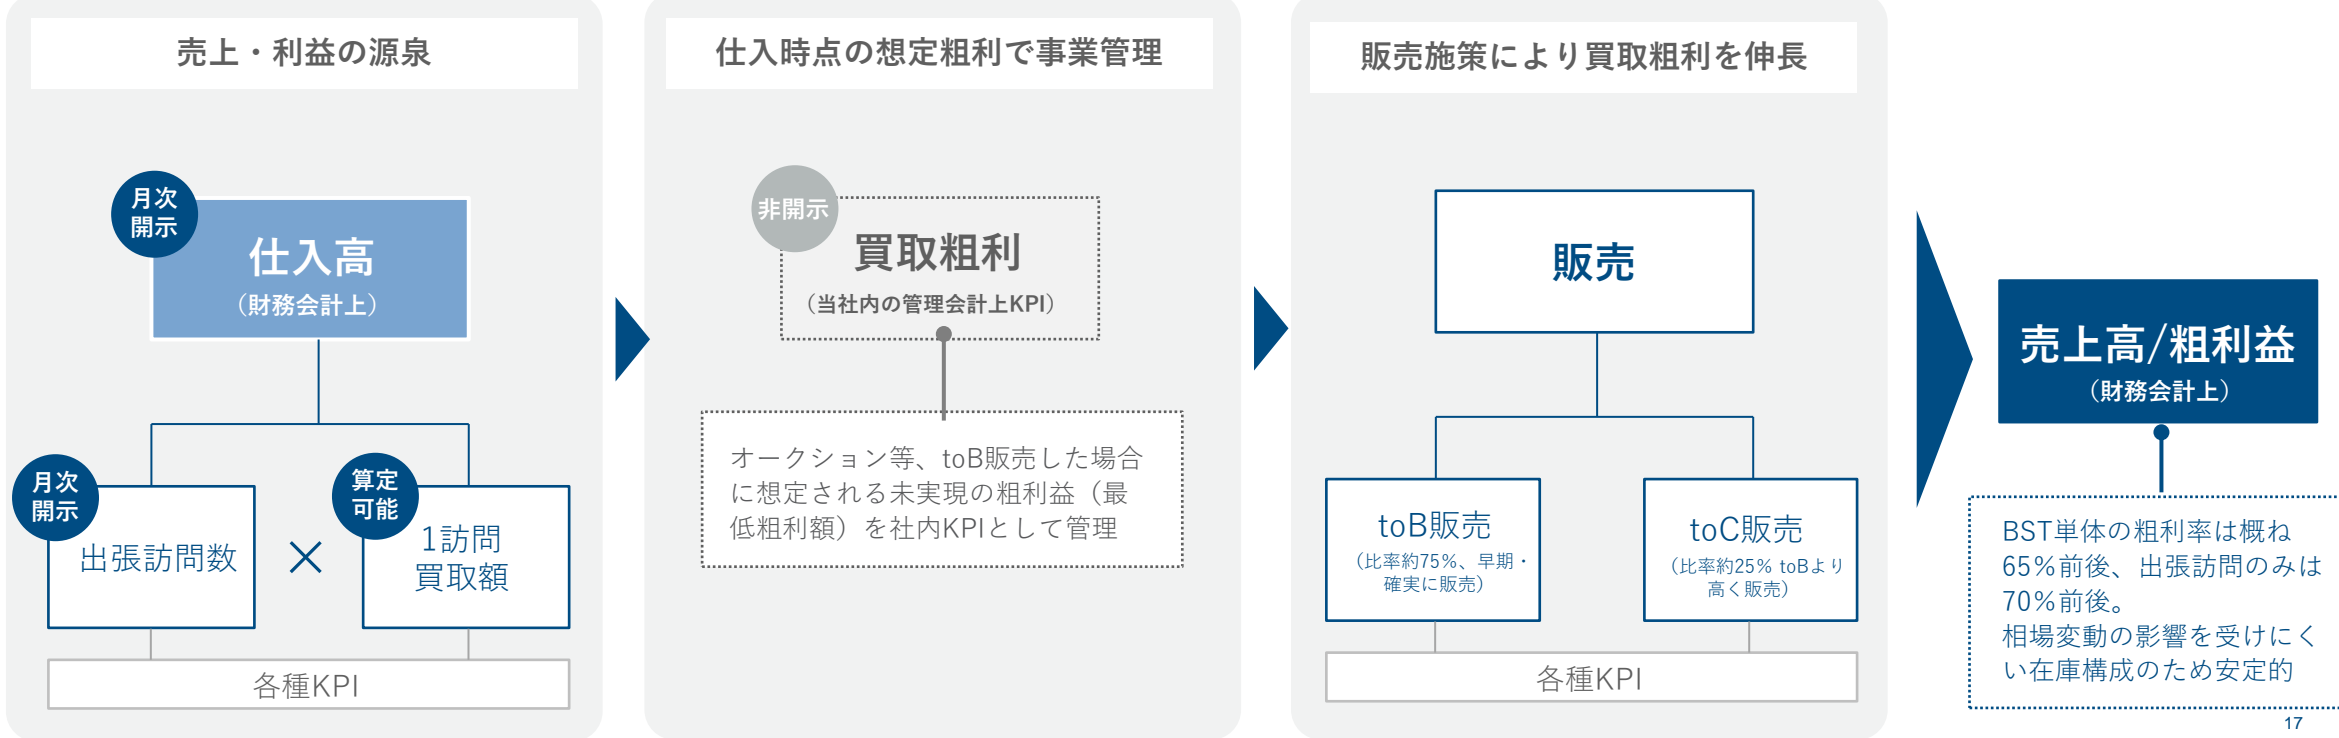 売上・利益の源泉
月次
開示
仕入高
（財務会計上）
月次
開示
出張訪問数
×
算定
可能
1訪問
買取額
各種KPI
仕入時点の想定粗利で事業管理
非開示
買取粗利
（当社内の管理会計上KPI）
オークション等、toB販売した場合
に想定される未実現の粗利益（最
低粗利額）を社内KPIとして管理
販売施策により買取粗利を伸長
販売
toB販売
（比率約75%、早期・
確実に販売）
toC販売
（比率約25% toBより
高く販売）
各種KPI
売上高/粗利益
（財務会計上）
BST単体の粗利率は概ね
65%前後、出張訪問のみは
70%前後。
相場変動の影響を受けにく
い在庫構成のため安定的
17